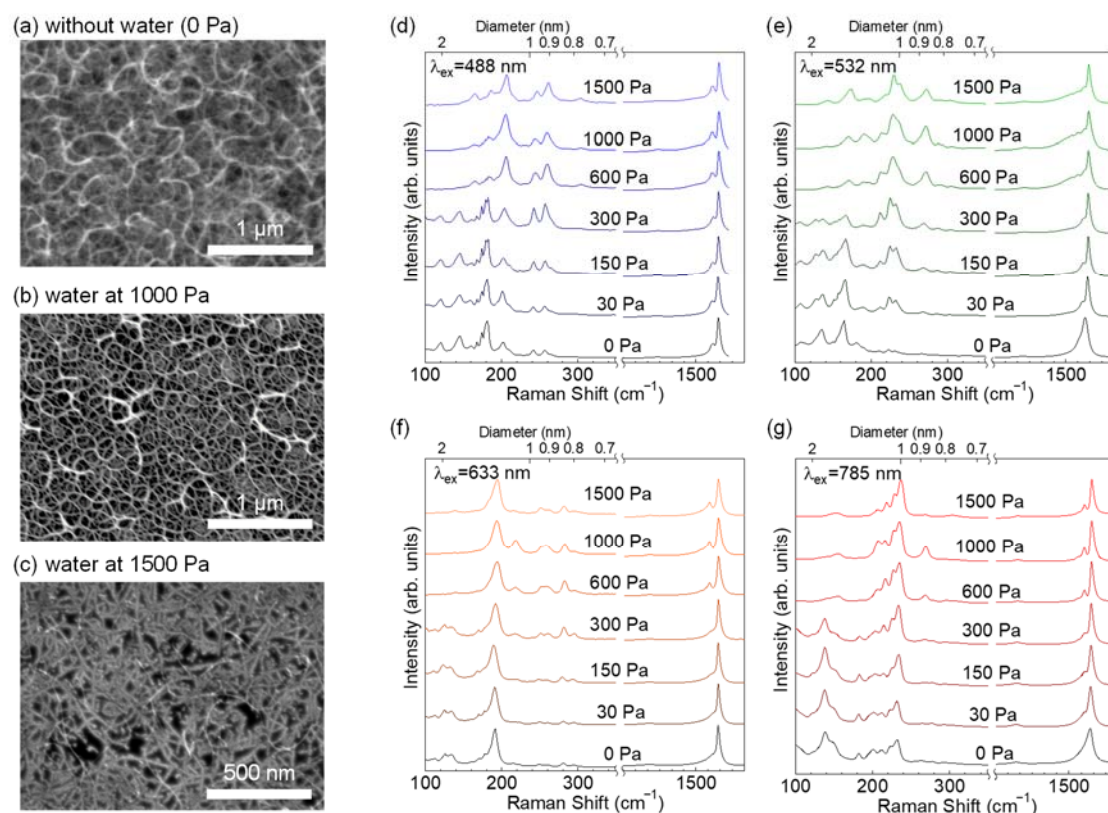 (a) without water (0 Pa)
1 μm
(b) water at 1000 Pa
1 μm
(c) water at 1500 Pa
500 nm
(d)
Diameter (nm)
2 1 0.9 0.8 0.7
λex=488 nm
1500 Pa
1000 Pa
600 Pa
300 Pa
150 Pa
30 Pa
0 Pa
Intensity (arb. units)
100 200 300 1500
Raman Shift (cm⁻¹)
(e)
Diameter (nm)
2 1 0.9 0.8 0.7
λex=532 nm
1500 Pa
1000 Pa
600 Pa
300 Pa
150 Pa
30 Pa
0 Pa
Intensity (arb. units)
100 200 300 1500
Raman Shift (cm⁻¹)
(f)
Diameter (nm)
2 1 0.9 0.8 0.7
λex=633 nm
1500 Pa
1000 Pa
600 Pa
300 Pa
150 Pa
30 Pa
0 Pa
Intensity (arb. units)
100 200 300 1500
Raman Shift (cm⁻¹)
(g)
Diameter (nm)
2 1 0.9 0.8 0.7
λex=785 nm
1500 Pa
1000 Pa
600 Pa
300 Pa
150 Pa
30 Pa
0 Pa
Intensity (arb. units)
100 200 300 1500
Raman Shift (cm⁻¹)